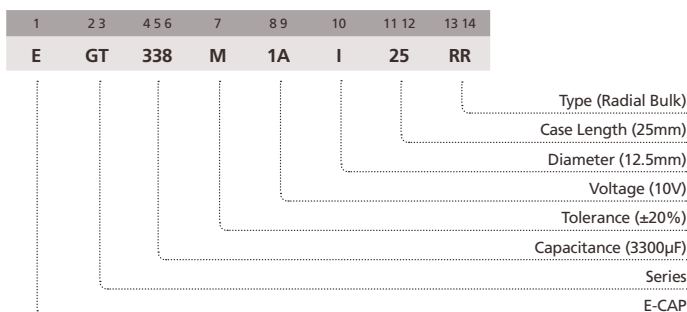 1 2 3 4 5 6 7 8 9 10 11 12 13 14
E GT 338 M 1A I 25 RR
Type (Radial Bulk)
Case Length (25mm)
Diameter (12.5mm)
Voltage (10V)
Tolerance (±20%)
Capacitance (3300µF)
Series
E-CAP